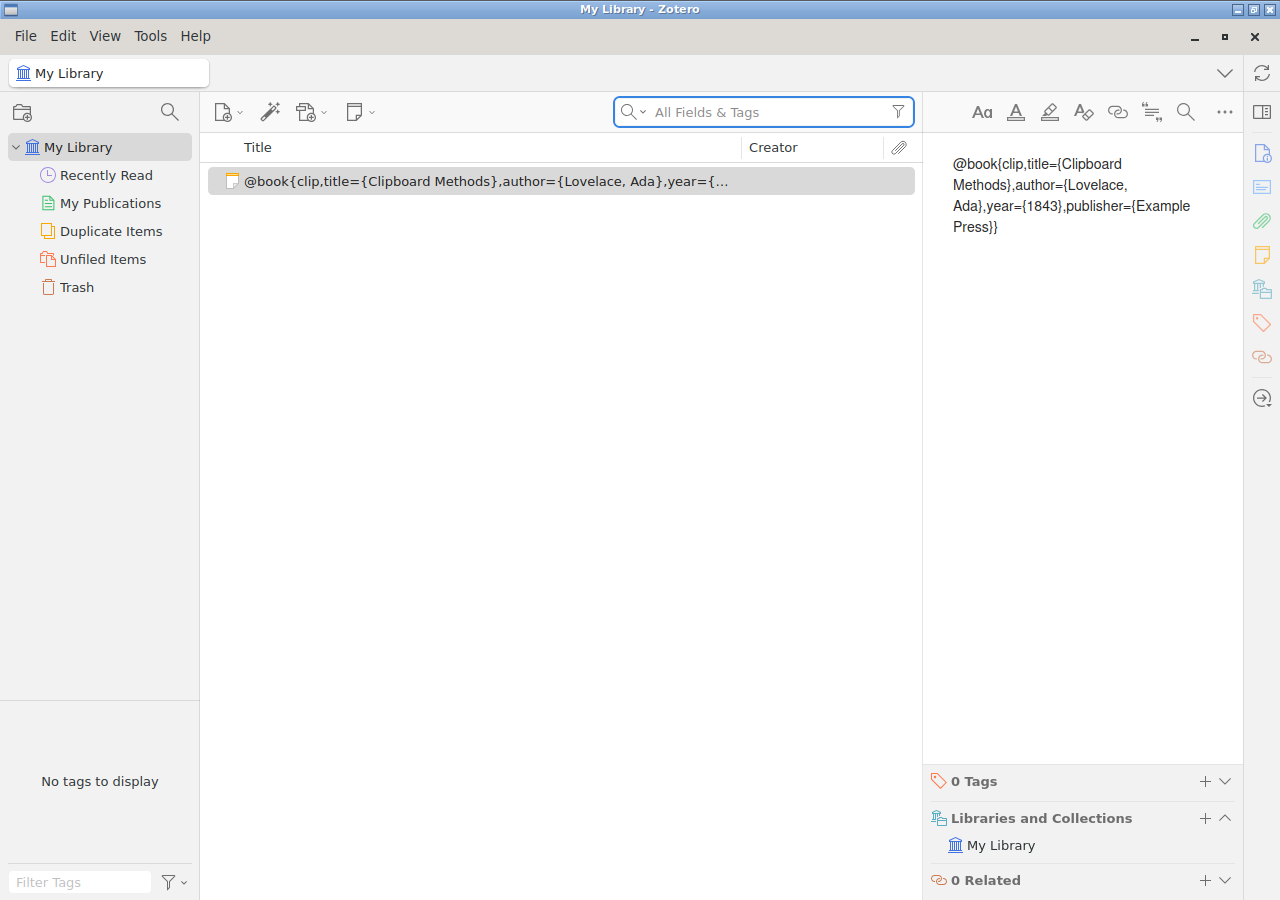 My Library - Zotero
File Edit View Tools Help
My Library
All Fields & Tags
My Library
Recently Read
My Publications
Duplicate Items
Unfiled Items
Trash
Title Creator
@book{clip,title={Clipboard Methods},author={Lovelace, Ada},year={...
@book{clip,title={Clipboard
Methods},author={Lovelace,
Ada},year={1843},publisher={Example
Press}}
No tags to display
Filter Tags
0 Tags
Libraries and Collections
My Library
0 Related